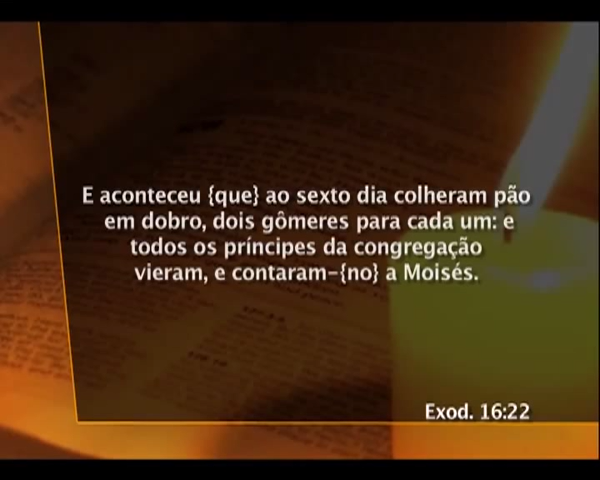 E aconteceu {que} ao sexto dia colheram pão
em dobro, dois gômeres para cada um: e
todos os príncipes da congregação
vieram, e contaram-{no} a Moisés.
Exod. 16:22